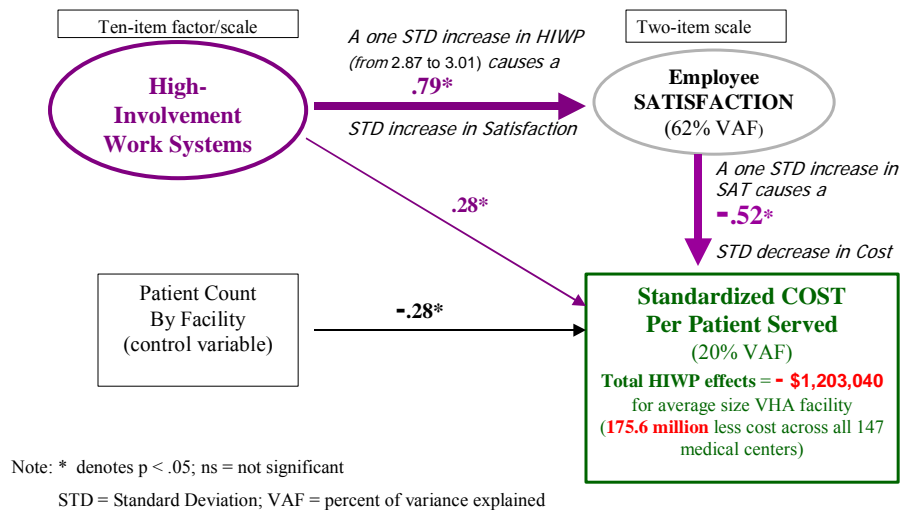 Ten-item factor/scale
High-
Involvement
Work Systems
A one STD increase in HIWP
(from 2.87 to 3.01) causes a
.79*
STD increase in Satisfaction
Two-item scale
Employee
SATISFACTION
(62% VAF)
A one STD increase in
SAT causes a
-.52*
STD decrease in Cost
.28*
Patient Count
By Facility
(control variable)
-.28*
Standardized COST
Per Patient Served
(20% VAF)
Total HIWP effects = - $1,203,040
for average size VHA facility
(175.6 million less cost across all 147
medical centers)
Note: * denotes p < .05; ns = not significant
STD = Standard Deviation; VAF = percent of variance explained